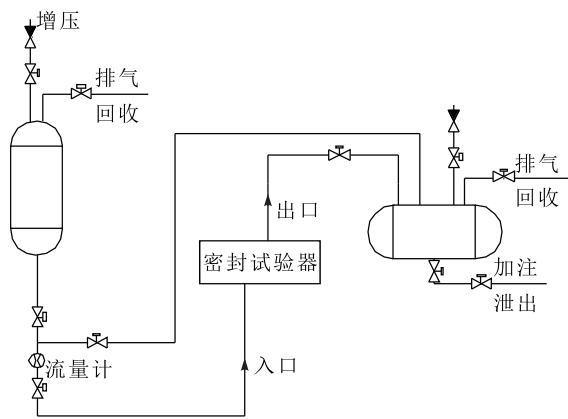 增压
排气
回收
排气
回收
出口
密封试验器
加注
泄出
流量计
入口